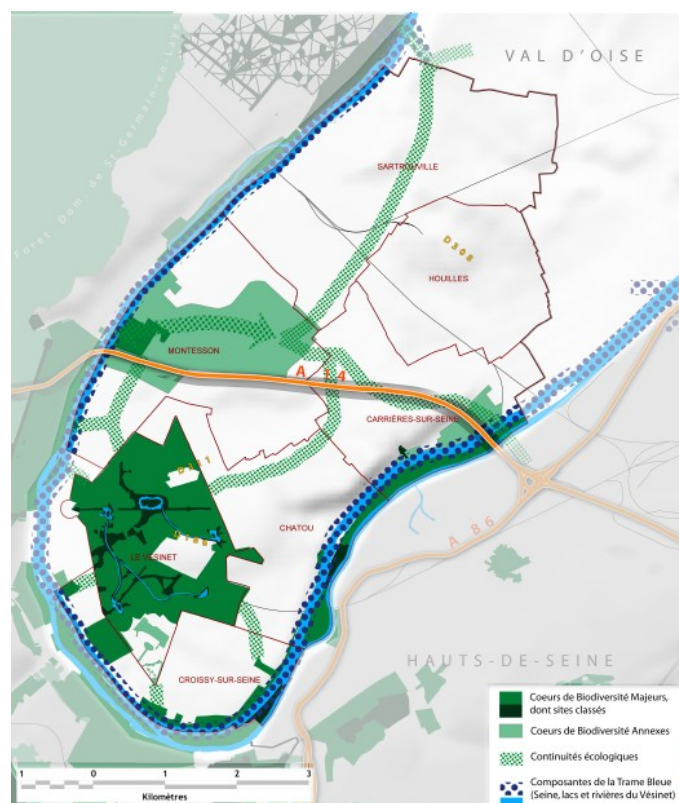 VAL D'OISE
Forêt. Dom. de St Germain-en-Laye
SARTROUVILLE
D308
HOUILLES
MONTESSON
A 14
CARRIÈRES-SUR-SEINE
CHATOU
LE VÉSINET
A 86
HAUTS-DE-SEINE
CROISSY-SUR-SEINE
Coeurs de Biodiversité Majeurs,
dont sites classés
Coeurs de Biodiversité Annexes
Continuités écologiques
Composantes de la Trame Bleue
(Seine, lacs et rivières du Vésinet)
1 0 1 2 3
Kilomètres